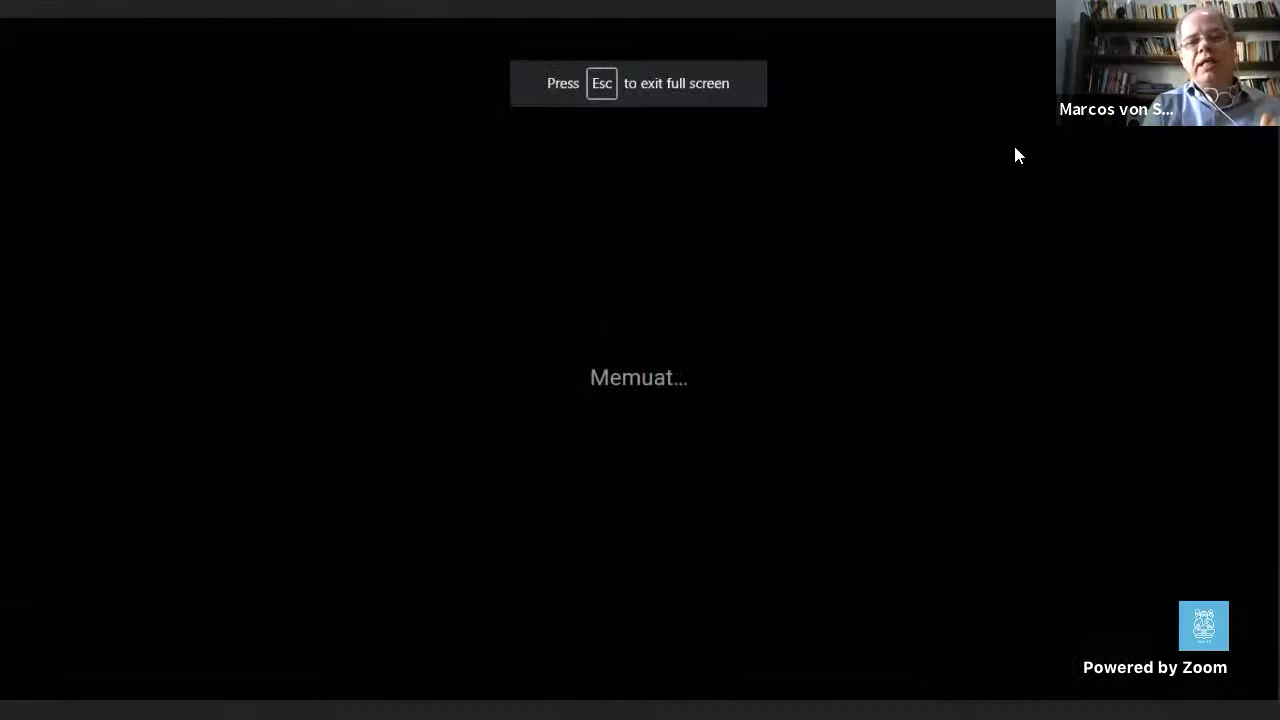 Press Esc to exit full screen
Marcos von S...
Memuat...
Powered by Zoom